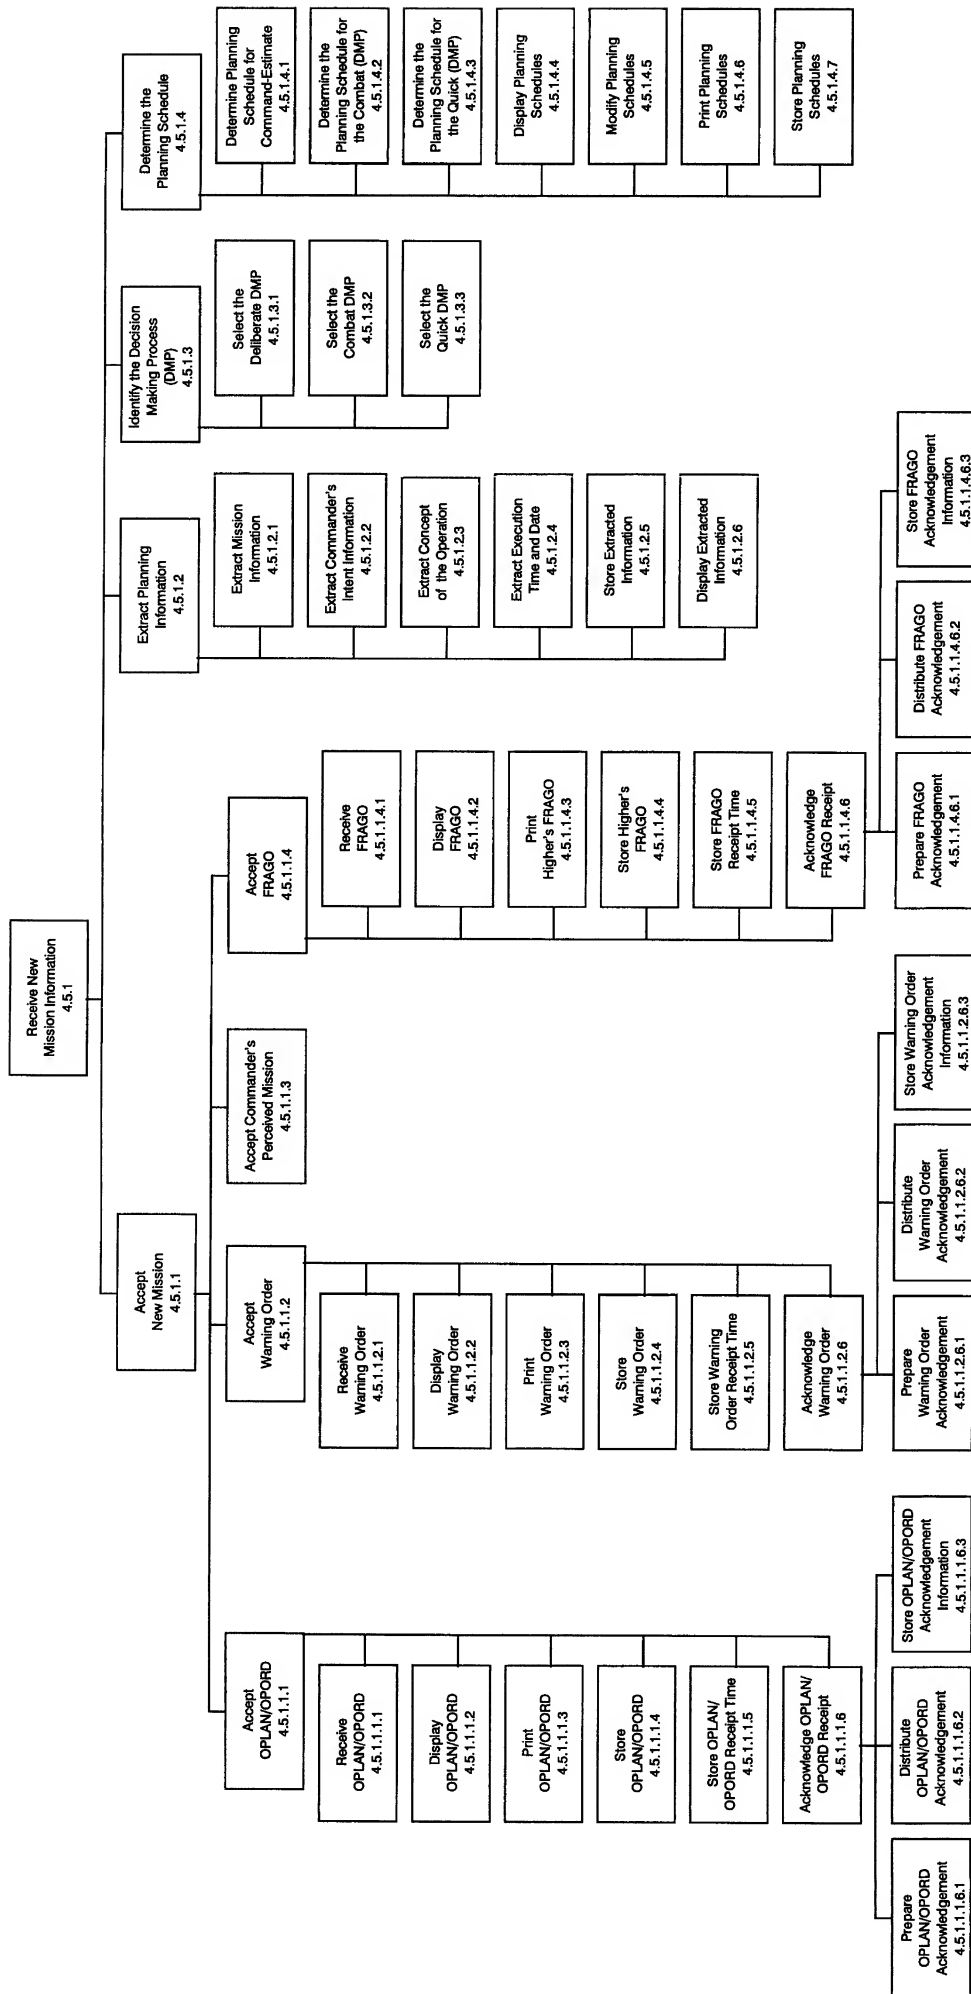 Receive New
Mission Information
4.5.1
Accept
New Mission
4.5.1.1
Extract Planning
Information
4.5.1.2
Identify the Decision
Making Process
(DMP)
4.5.1.3
Determine the
Planning Schedule
4.5.1.4
Accept
OPLAN/OPORD
4.5.1.1.1
Accept
Warning Order
4.5.1.1.2
Accept Commander's
Perceived Mission
4.5.1.1.3
Accept
FRAGO
4.5.1.1.4
Receive
OPLAN/OPORD
4.5.1.1.1.1
Display
OPLAN/OPORD
4.5.1.1.1.2
Print
OPLAN/OPORD
4.5.1.1.1.3
Store
OPLAN/OPORD
4.5.1.1.1.4
Store OPLAN/
OPORD Receipt Time
4.5.1.1.1.5
Acknowledge OPLAN/
OPORD Receipt
4.5.1.1.1.6
Prepare
OPLAN/OPORD
Acknowledgement
4.5.1.1.1.6.1
Distribute
OPLAN/OPORD
Acknowledgement
4.5.1.1.1.6.2
Store OPLAN/OPORD
Acknowledgement
Information
4.5.1.1.1.6.3
Receive
Warning Order
4.5.1.1.2.1
Display
Warning Order
4.5.1.1.2.2
Print
Warning Order
4.5.1.1.2.3
Store
Warning Order
4.5.1.1.2.4
Store Warning
Order Receipt Time
4.5.1.1.2.5
Acknowledge
Warning Order
4.5.1.1.2.6
Prepare
Warning Order
Acknowledgement
4.5.1.1.2.6.1
Distribute
Warning Order
Acknowledgement
4.5.1.1.2.6.2
Store Warning Order
Acknowledgement
Information
4.5.1.1.2.6.3
Receive
FRAGO
4.5.1.1.4.1
Display
FRAGO
4.5.1.1.4.2
Print
Higher's FRAGO
4.5.1.1.4.3
Store Higher's
FRAGO
4.5.1.1.4.4
Store FRAGO
Receipt Time
4.5.1.1.4.5
Acknowledge
FRAGO Receipt
4.5.1.1.4.6
Prepare FRAGO
Acknowledgement
4.5.1.1.4.6.1
Distribute FRAGO
Acknowledgement
4.5.1.1.4.6.2
Store FRAGO
Acknowledgement
Information
4.5.1.1.4.6.3
Extract Mission
Information
4.5.1.2.1
Extract Commander's
Intent Information
4.5.1.2.2
Extract Concept
of the Operation
4.5.1.2.3
Extract Execution
Time and Date
4.5.1.2.4
Store Extracted
Information
4.5.1.2.5
Display Extracted
Information
4.5.1.2.6
Select the
Deliberate DMP
4.5.1.3.1
Select the
Combat DMP
4.5.1.3.2
Select the
Quick DMP
4.5.1.3.3
Determine Planning
Schedule for
Command-Estimate
4.5.1.4.1
Determine the
Planning Schedule for
the Combat (DMP)
4.5.1.4.2
Determine the
Planning Schedule for
the Quick (DMP)
4.5.1.4.3
Display Planning
Schedules
4.5.1.4.4
Modify Planning
Schedules
4.5.1.4.5
Print Planning
Schedules
4.5.1.4.6
Store Planning
Schedules
4.5.1.4.7